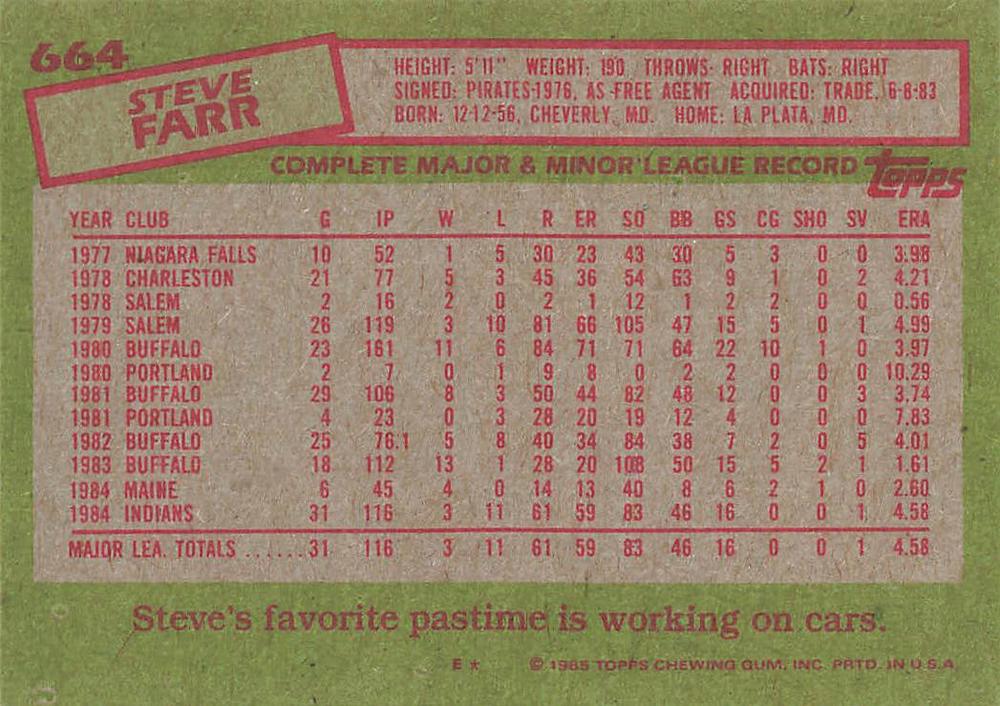 664
STEVE
FARR
HEIGHT: 5'11" WEIGHT: 190 THROWS: RIGHT BATS: RIGHT
SIGNED: PIRATES-1976, AS FREE AGENT ACQUIRED: TRADE, 6-8-83
BORN: 12-12-56, CHEVERLY, MD. HOME: LA PLATA, MD.
COMPLETE MAJOR & MINOR LEAGUE RECORD
TOPPS
YEAR CLUB G IP W L R ER SO BB GS CG SHO SV ERA
1977 NIAGARA FALLS 10 52 1 5 30 23 43 30 5 3 0 0 3.98
1978 CHARLESTON 21 77 5 3 45 36 54 63 9 1 0 2 4.21
1978 SALEM 2 16 2 0 2 1 12 1 2 2 0 0 0.56
1979 SALEM 26 119 3 10 81 66 105 47 15 5 0 1 4.99
1980 BUFFALO 23 161 11 6 84 71 71 64 22 10 1 0 3.97
1980 PORTLAND 2 7 0 1 9 8 0 2 2 0 0 0 10.29
1981 BUFFALO 29 106 8 3 50 44 82 48 12 0 0 3 3.74
1981 PORTLAND 4 23 0 3 28 20 19 12 4 0 0 0 7.83
1982 BUFFALO 25 76.1 5 8 40 34 84 38 7 2 0 5 4.01
1983 BUFFALO 18 112 13 1 28 20 108 50 15 5 2 1 1.61
1984 MAINE 6 45 4 0 14 13 40 8 6 2 1 0 2.60
1984 INDIANS 31 116 3 11 61 59 83 46 16 0 0 1 4.58
MAJOR LEA. TOTALS ......31 116 3 11 61 59 83 46 16 0 0 1 4.58
Steve's favorite pastime is working on cars.
E * © 1985 TOPPS CHEWING GUM, INC. PRTD. IN U.S.A.